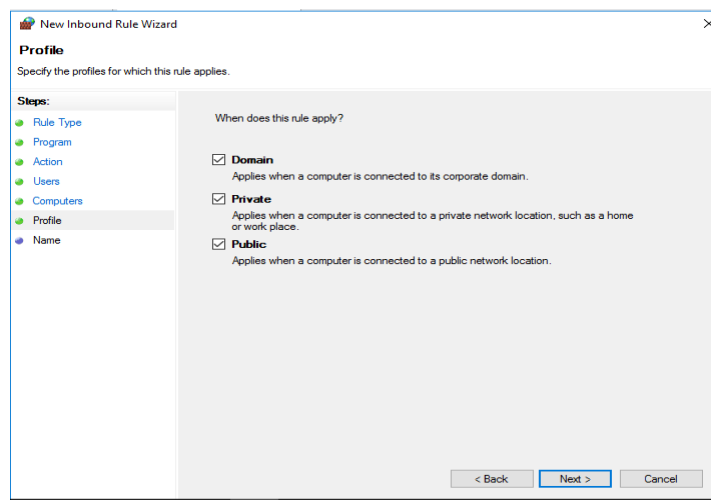 New Inbound Rule Wizard
Profile
Specify the profiles for which this rule applies.
Steps:
Rule Type
Program
Action
Users
Computers
Profile
Name
When does this rule apply?
Domain
Applies when a computer is connected to its corporate domain.
Private
Applies when a computer is connected to a private network location, such as a home
or work place.
Public
Applies when a computer is connected to a public network location.
< Back
Next >
Cancel